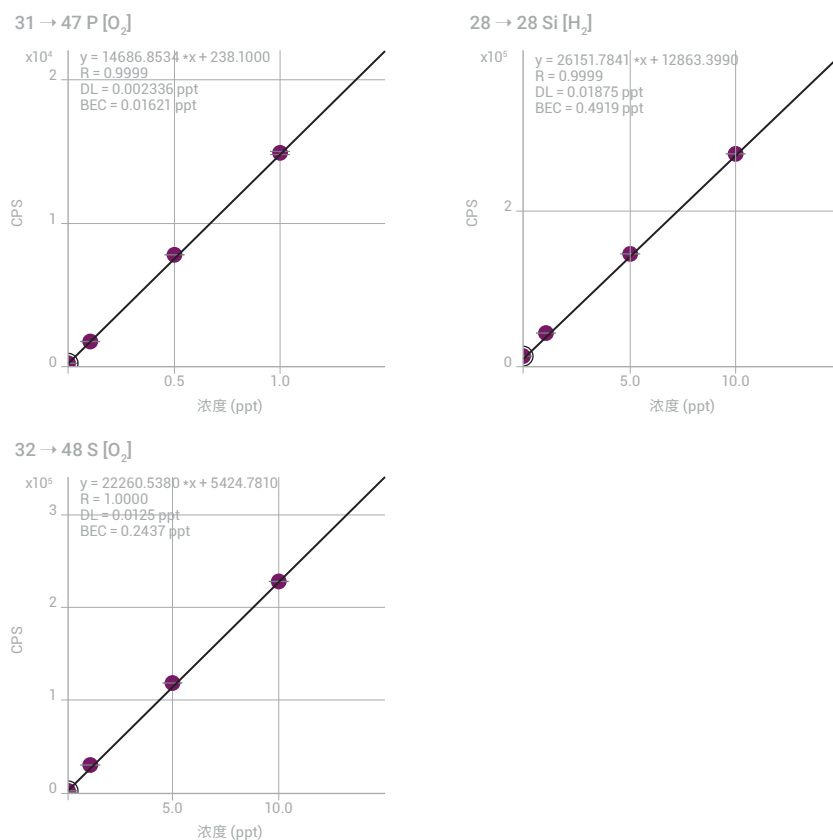 31 → 47 P [O₂]
x10⁴
y = 14686.8534 *x + 238.1000
R = 0.9999
DL = 0.002336 ppt
BEC = 0.01621 ppt
2
1
0
CPS
0.5
1.0
浓度 (ppt)
28 → 28 Si [H₂]
x10⁵
y = 26151.7841 *x + 12863.3990
R = 0.9999
DL = 0.01875 ppt
BEC = 0.4919 ppt
2
0
CPS
5.0
10.0
浓度 (ppt)
32 → 48 S [O₂]
x10⁵
y = 22260.5380 *x + 5424.7810
R = 1.0000
DL = 0.0125 ppt
BEC = 0.2437 ppt
3
2
1
0
CPS
5.0
10.0
浓度 (ppt)